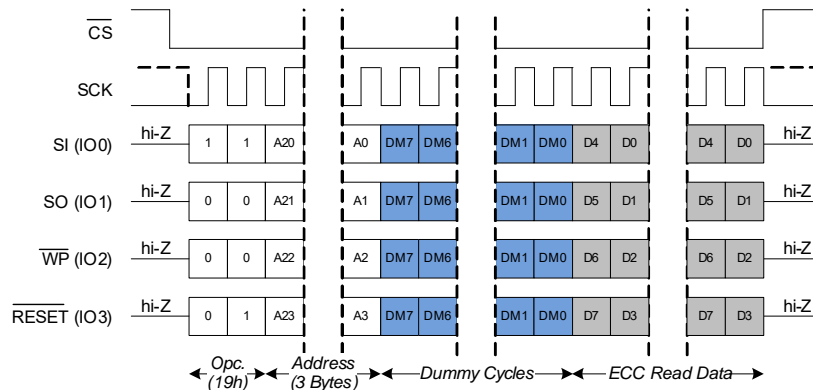 CS
SCK
hi-Z 1 1 A20 A0 DM7 DM6 DM1 DM0 D4 D0 D4 D0 hi-Z
SI (IO0)
hi-Z 0 0 A21 A1 DM7 DM6 DM1 DM0 D5 D1 D5 D1 hi-Z
SO (IO1)
hi-Z 0 0 A22 A2 DM7 DM6 DM1 DM0 D6 D2 D6 D2 hi-Z
WP (IO2)
hi-Z 0 1 A23 A3 DM7 DM6 DM1 DM0 D7 D3 D7 D3 hi-Z
RESET (IO3)
Opc. Address Dummy Cycles ECC Read Data
(19h) (3 Bytes)